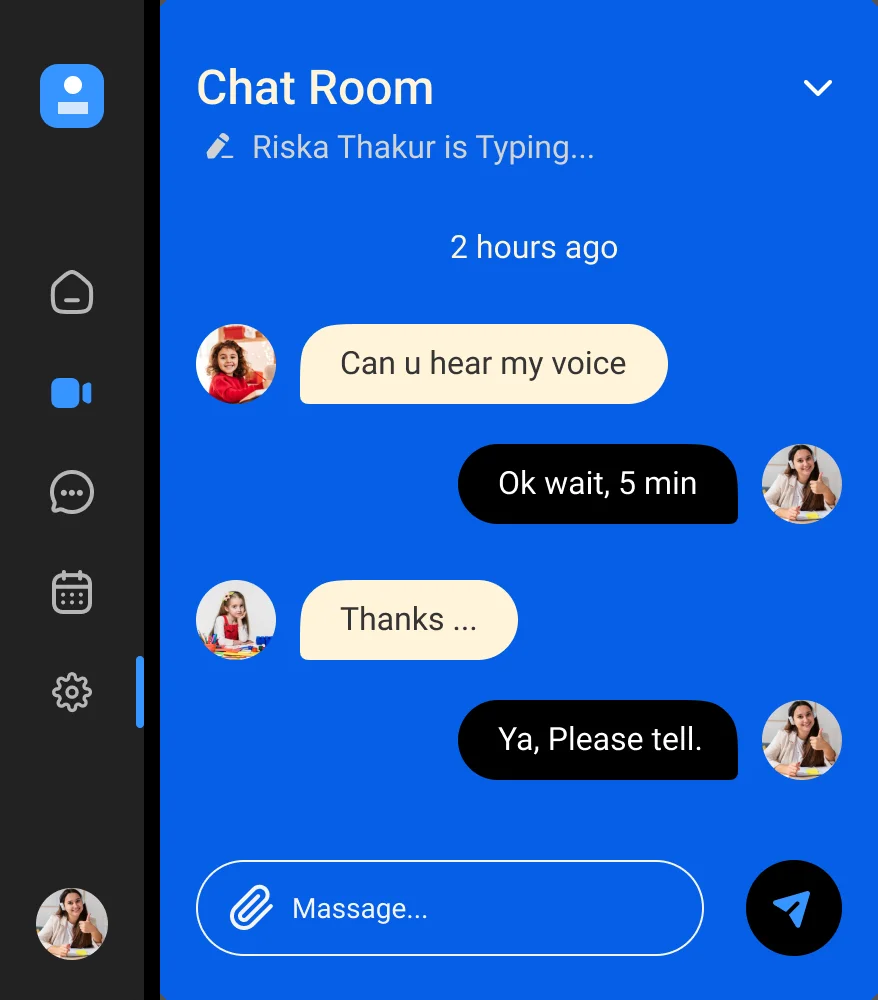 Chat Room
Riska Thakur is Typing...
2 hours ago
Can u hear my voice
Ok wait, 5 min
Thanks ...
Ya, Please tell.
Massage...